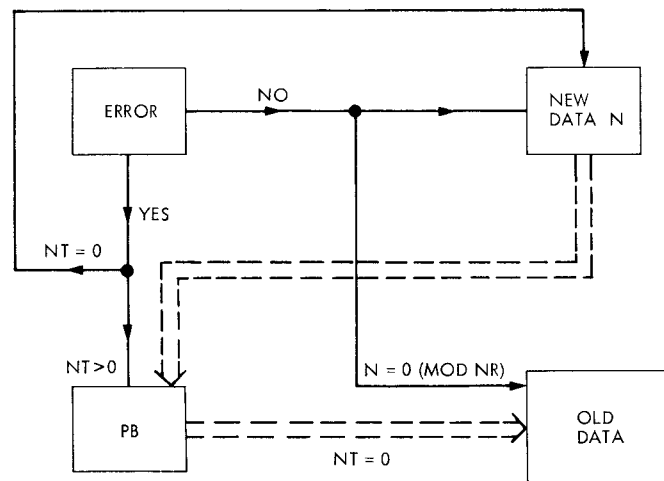 ERROR
NO
NEW
DATA N
YES
NT = 0
NT>0
N = 0 (MOD NR)
PB
OLD
DATA
NT = 0